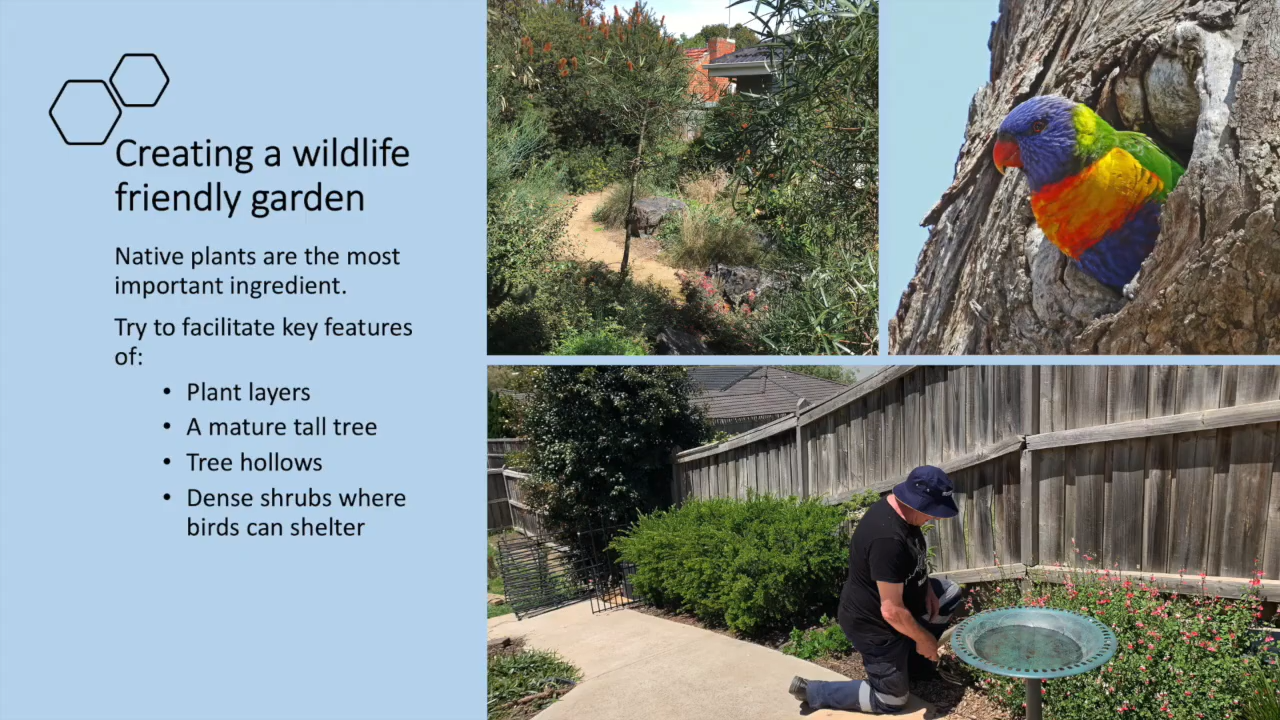 Creating a wildlife
friendly garden
Native plants are the most
important ingredient.
Try to facilitate key features
of:
• Plant layers
• A mature tall tree
• Tree hollows
• Dense shrubs where
birds can shelter